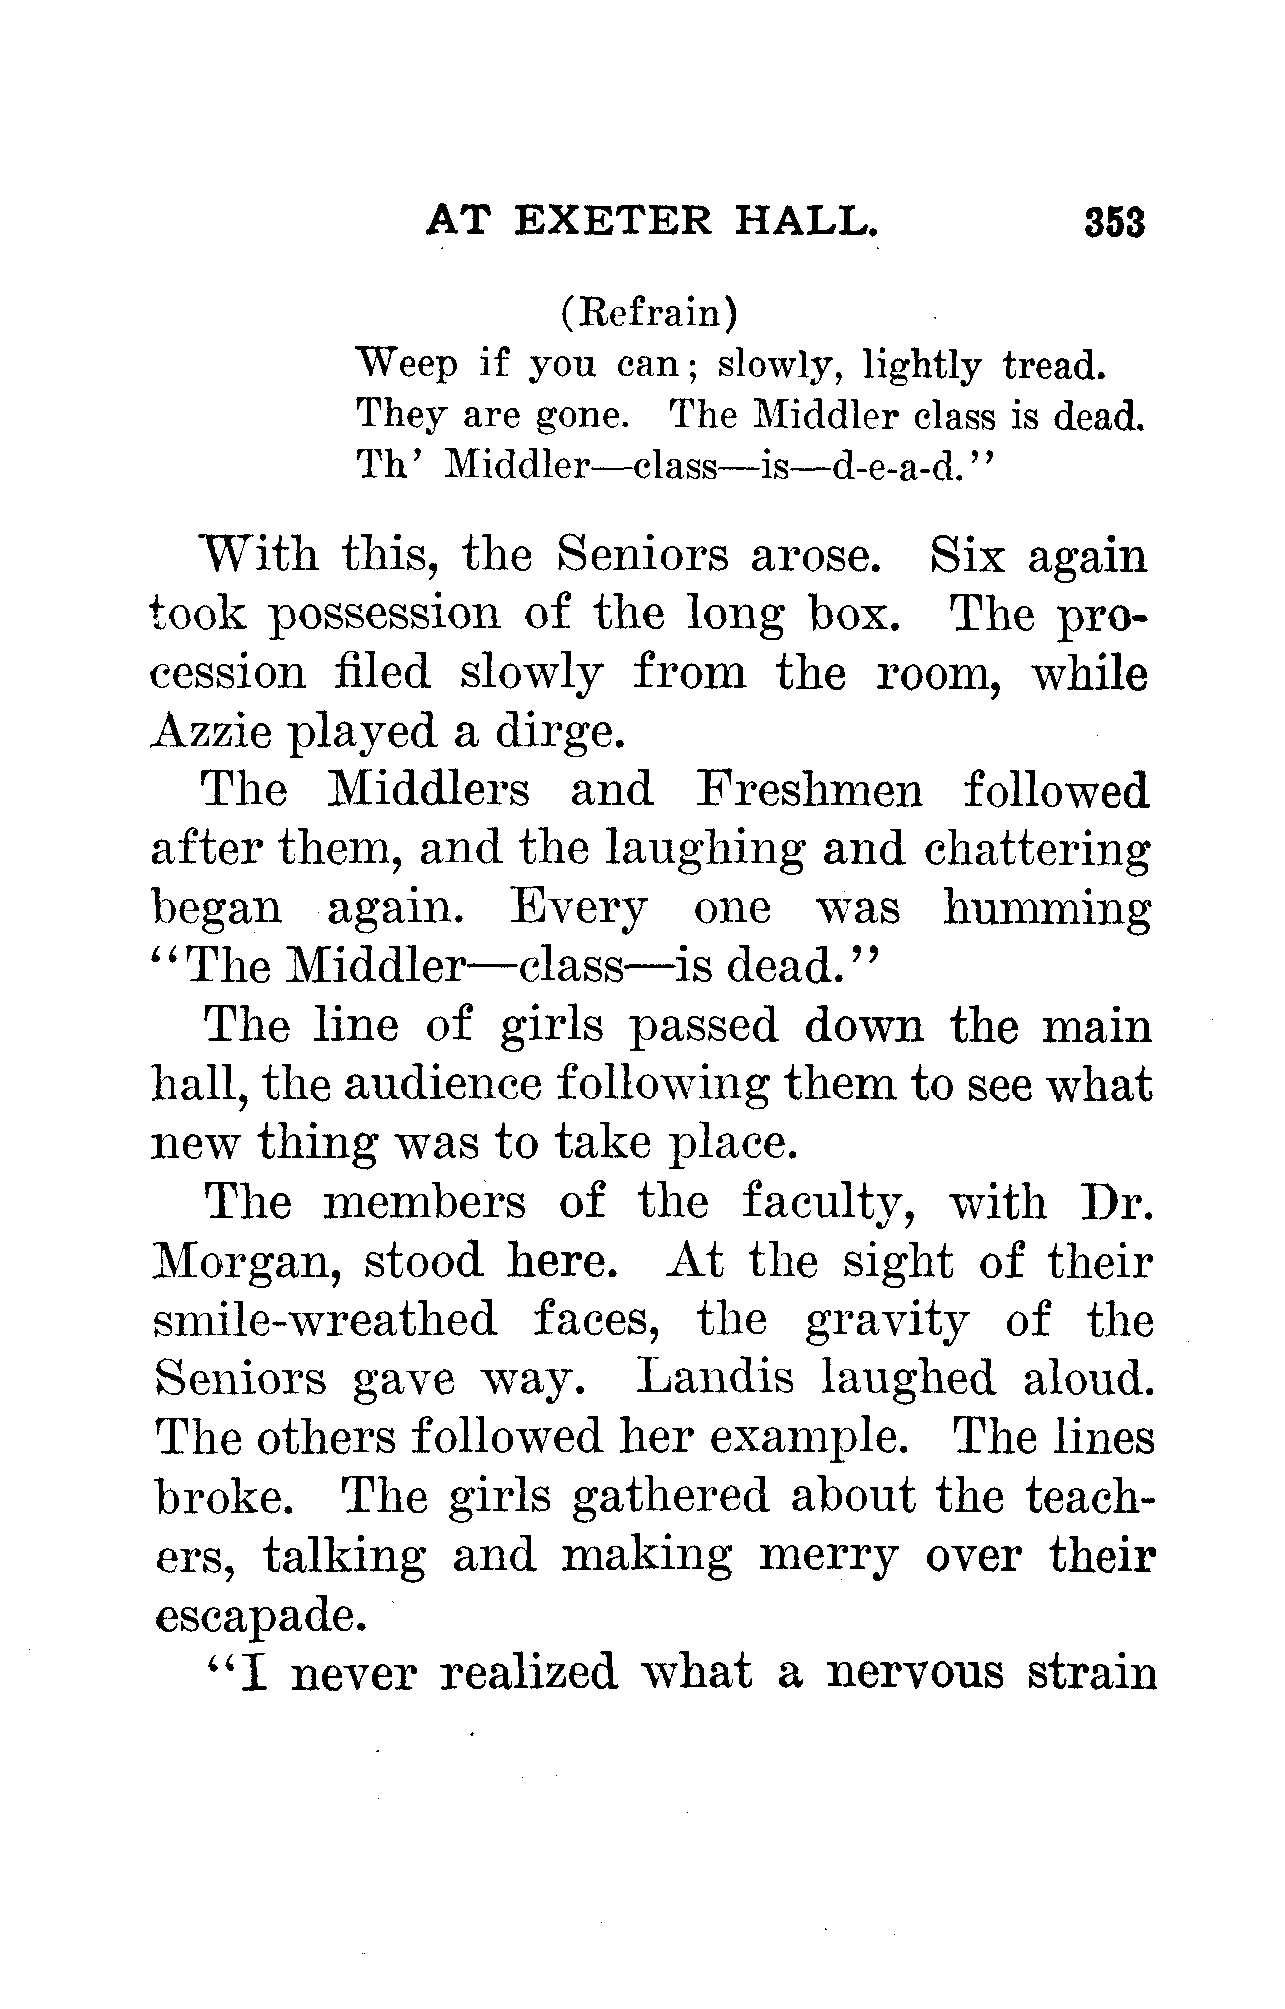 AT EXETER HALL. 353
(Refrain)
Weep if you can; slowly, lightly tread.
They are gone. The Middler class is dead.
Th' Middler—class—is—d-e-a-d."
With this, the Seniors arose. Six again
took possession of the long box. The pro-
cession filed slowly from the room, while
Azzie played a dirge.
The Middlers and Freshmen followed
after them, and the laughing and chattering
began again. Every one was humming
"The Middler—class—is dead."
The line of girls passed down the main
hall, the audience following them to see what
new thing was to take place.
The members of the faculty, with Dr.
Morgan, stood here. At the sight of their
smile-wreathed faces, the gravity of the
Seniors gave way. Landis laughed aloud.
The others followed her example. The lines
broke. The girls gathered about the teach-
ers, talking and making merry over their
escapade.
"I never realized what a nervous strain